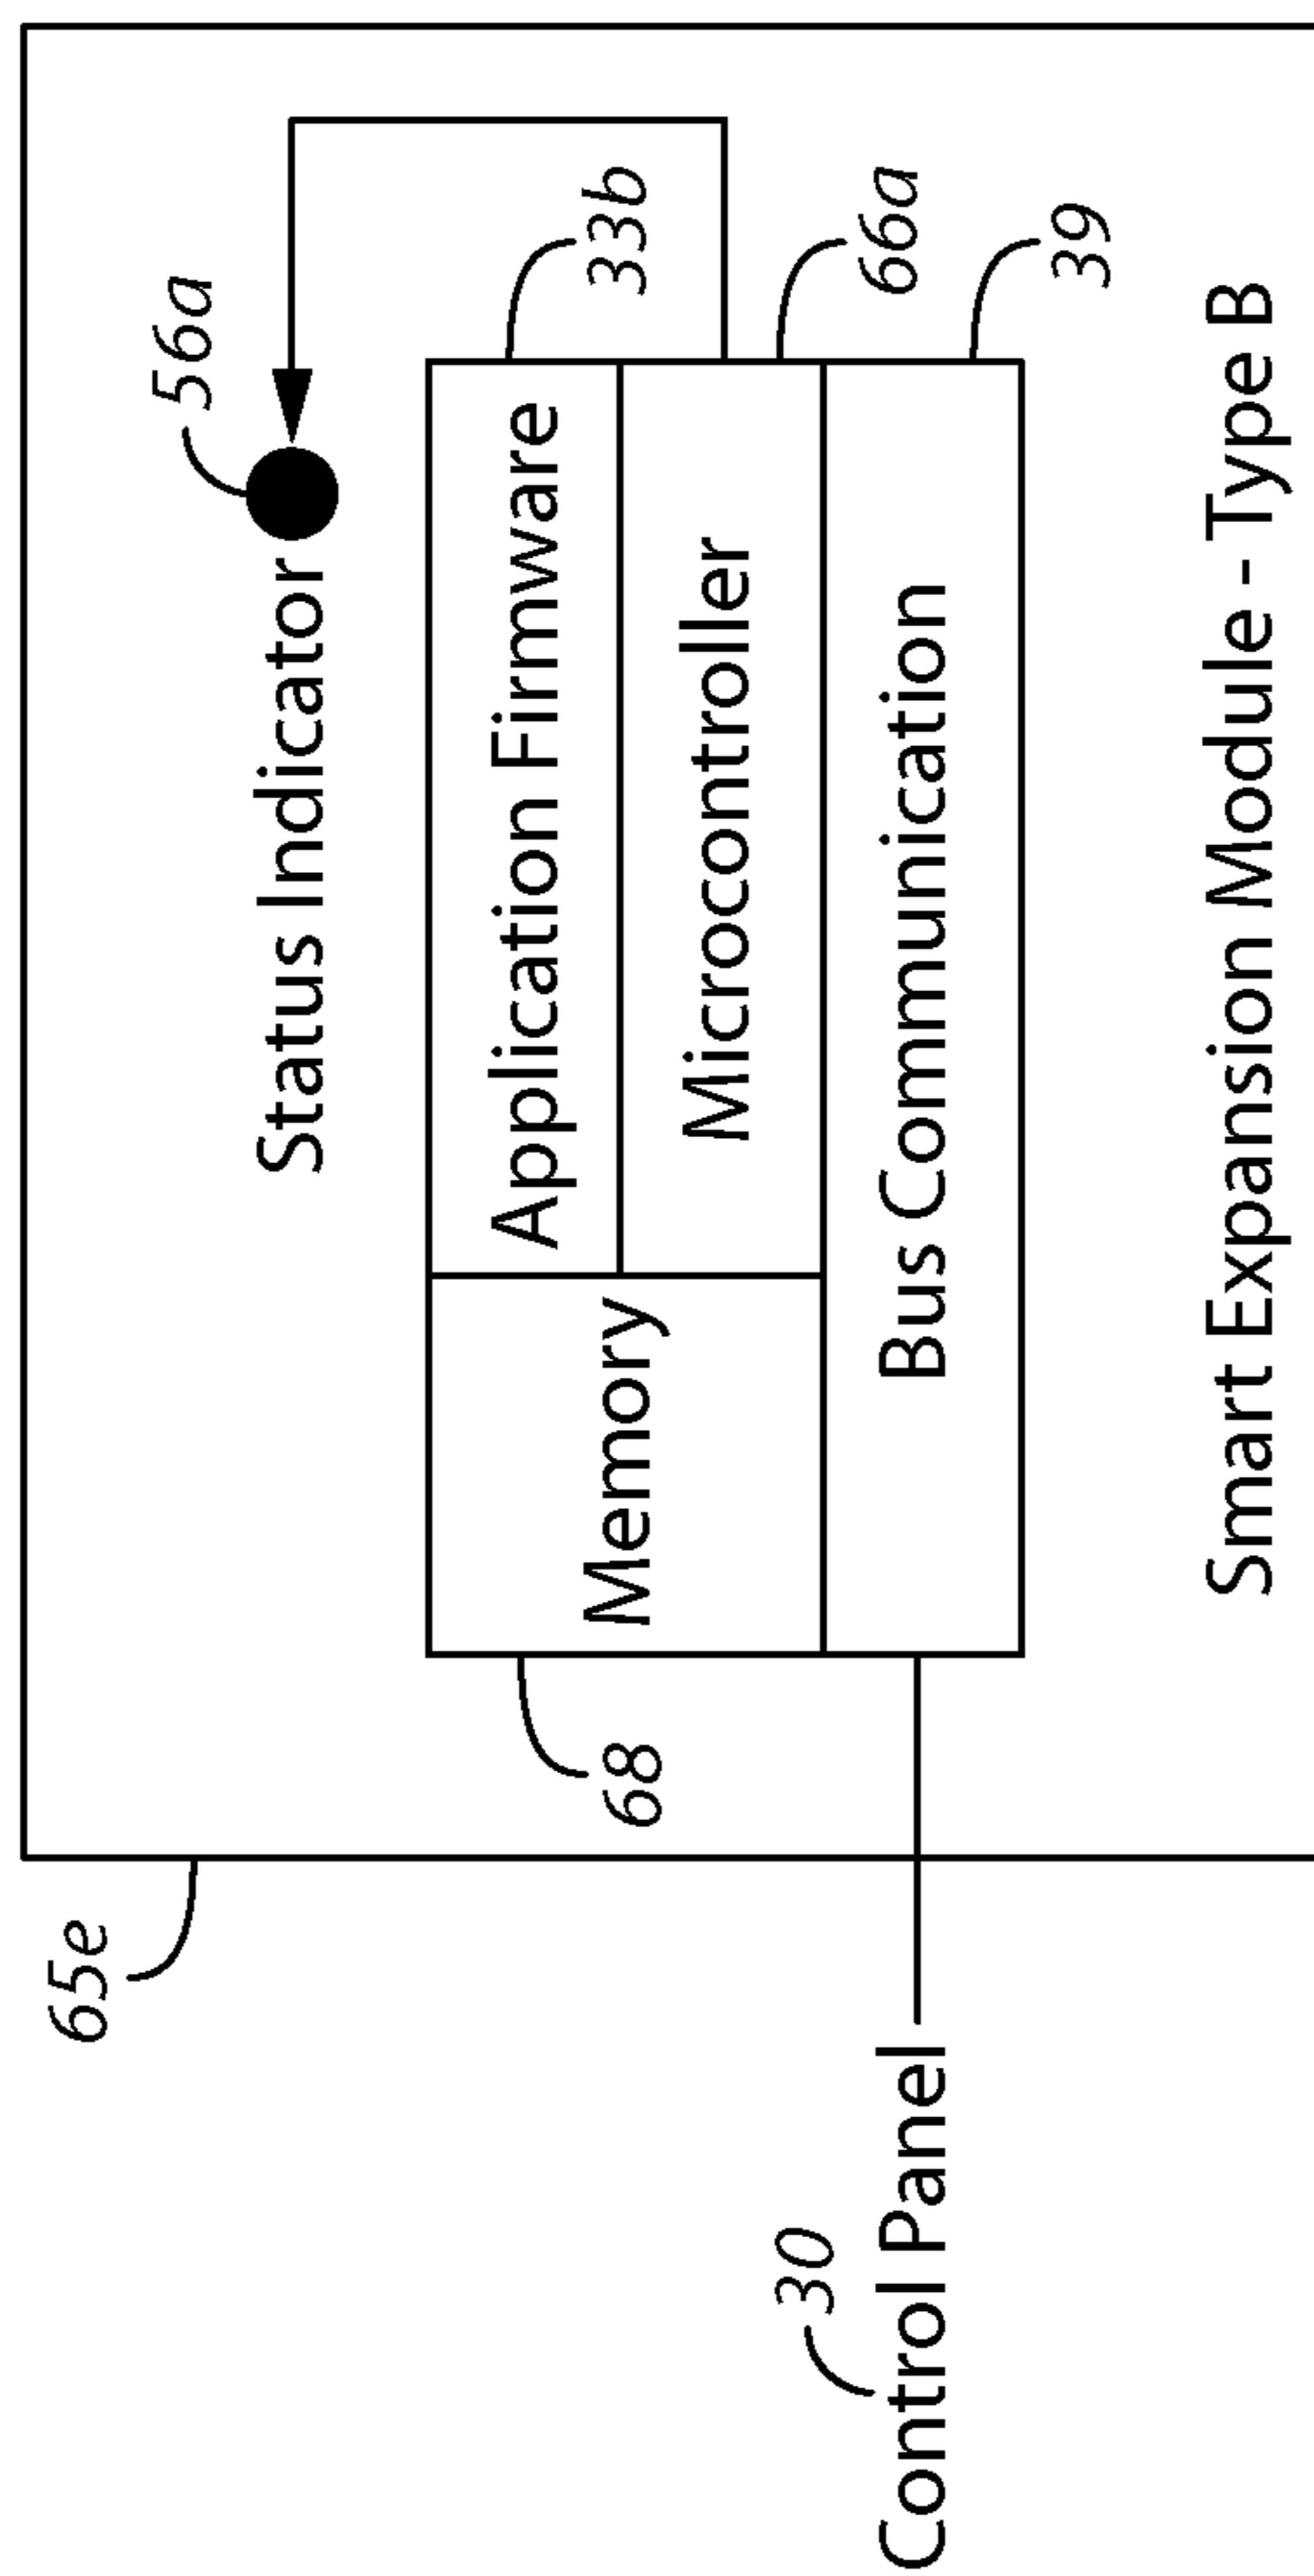 65e
56a
Status Indicator
33b
Application Firmware
Memory
68
66a
Microcontroller
30
Control Panel
Bus Communication
39
Smart Expansion Module - Type B